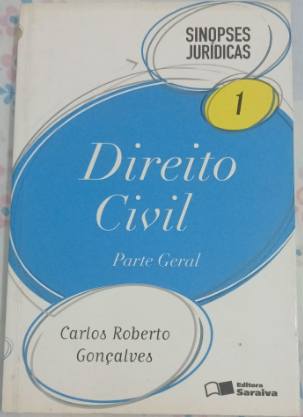 SINOPSES
JURÍDICAS
1
Direito
Civil
Parte Geral
Carlos Roberto
Gonçalves
Editora
Saraiva